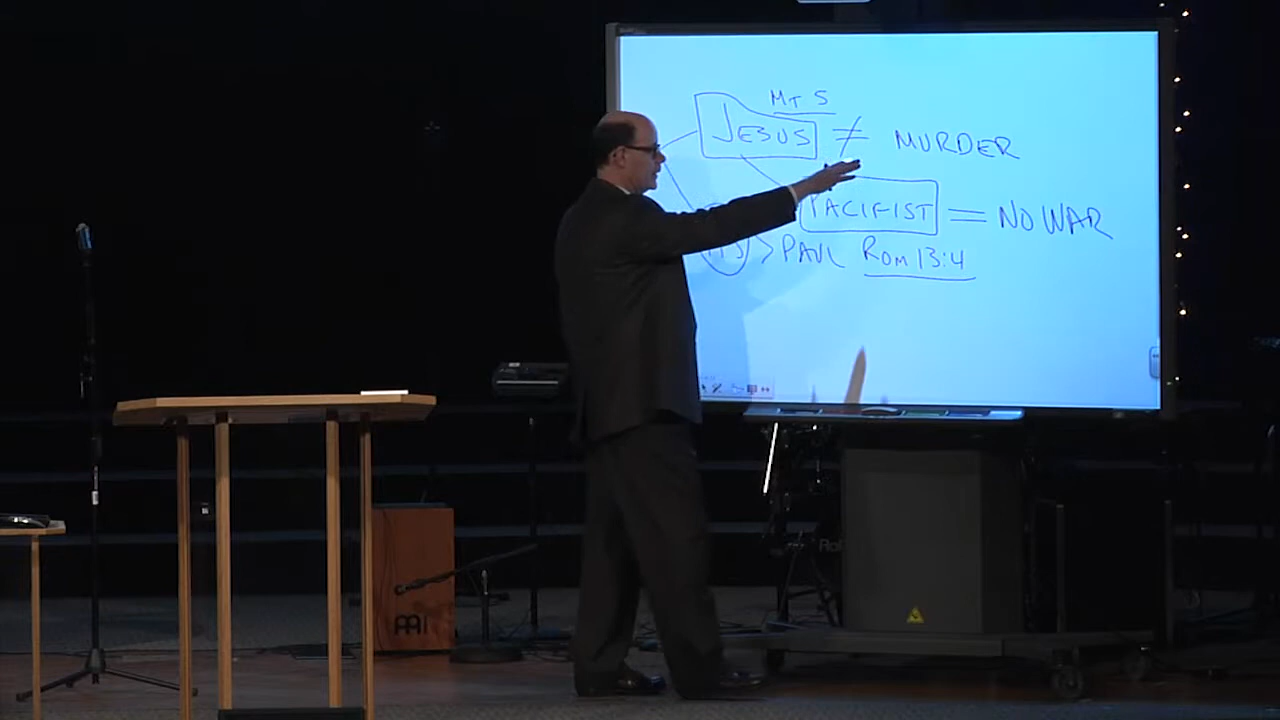 MT 5
JESUS ≠ MURDER
PACIFIST = NO WAR
> PAUL ROM 13:4